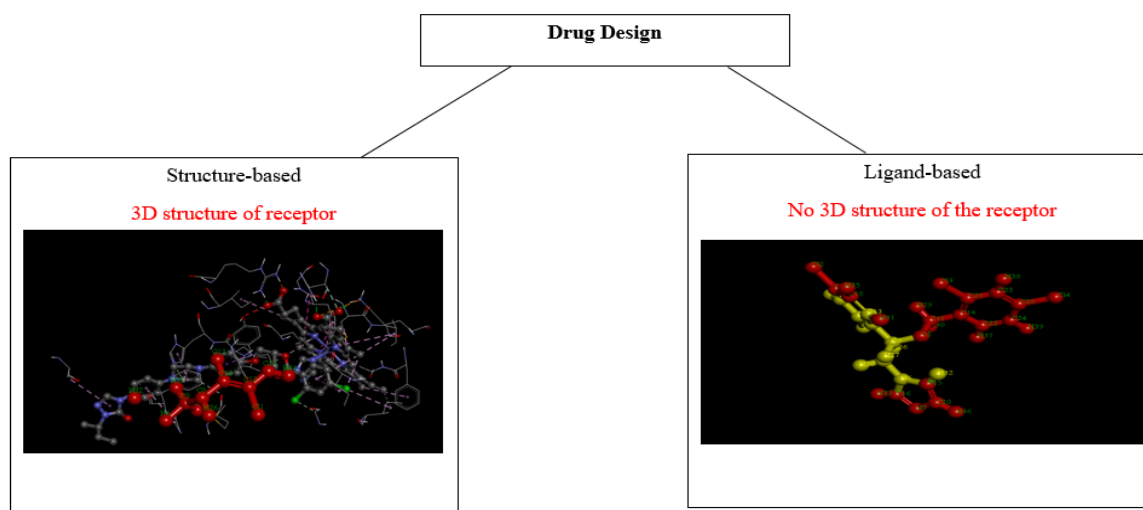 Drug Design
Structure-based
3D structure of receptor
Ligand-based
No 3D structure of the receptor